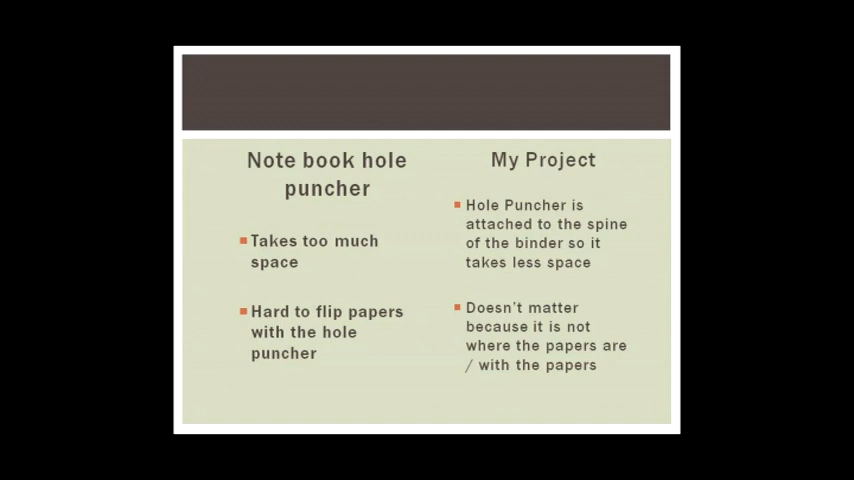 Note book hole
puncher
Takes too much
space
Hard to flip papers
with the hole
puncher
My Project
Hole Puncher is
attached to the spine
of the binder so it
takes less space
Doesn't matter
because it is not
where the papers are
/ with the papers